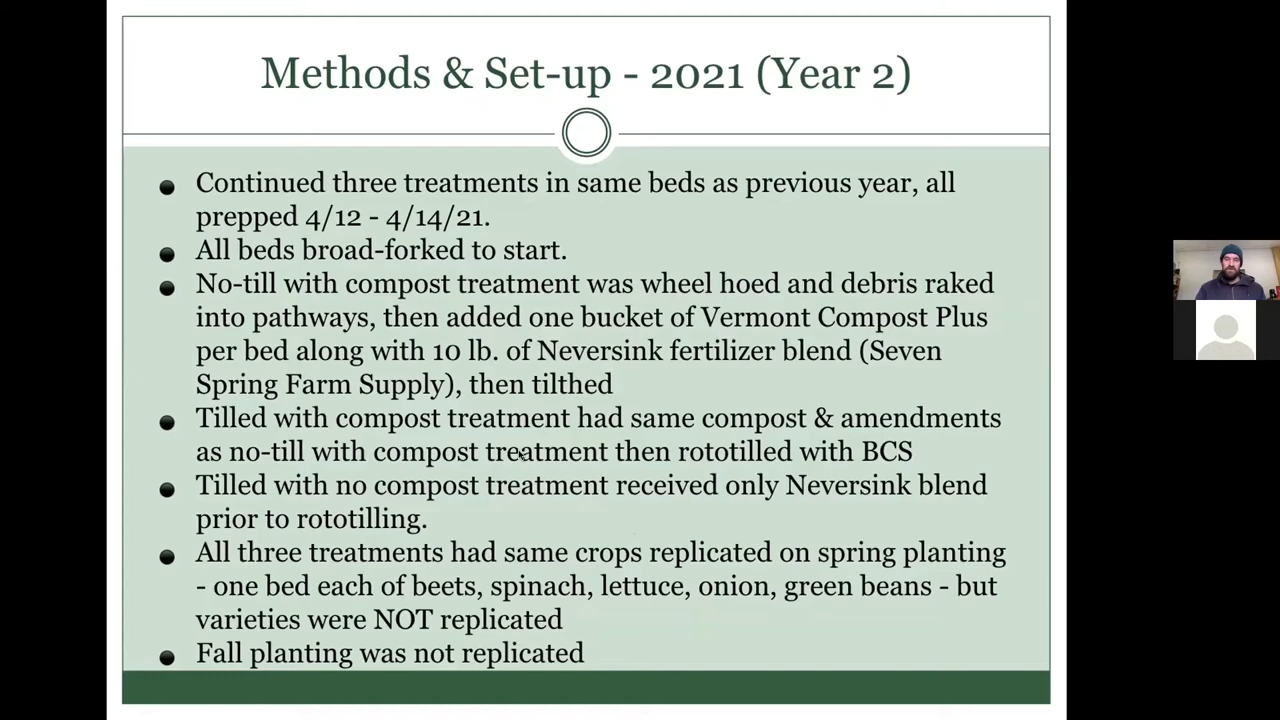 Methods & Set-up - 2021 (Year 2)
Continued three treatments in same beds as previous year, all
prepped 4/12 - 4/14/21.
All beds broad-forked to start.
No-till with compost treatment was wheel hoed and debris raked
into pathways, then added one bucket of Vermont Compost Plus
per bed along with 10 lb. of Neversink fertilizer blend (Seven
Spring Farm Supply), then tilthed
Tilled with compost treatment had same compost & amendments
as no-till with compost treatment then rototilled with BCS
Tilled with no compost treatment received only Neversink blend
prior to rototilling.
All three treatments had same crops replicated on spring planting
- one bed each of beets, spinach, lettuce, onion, green beans - but
varieties were NOT replicated
Fall planting was not replicated